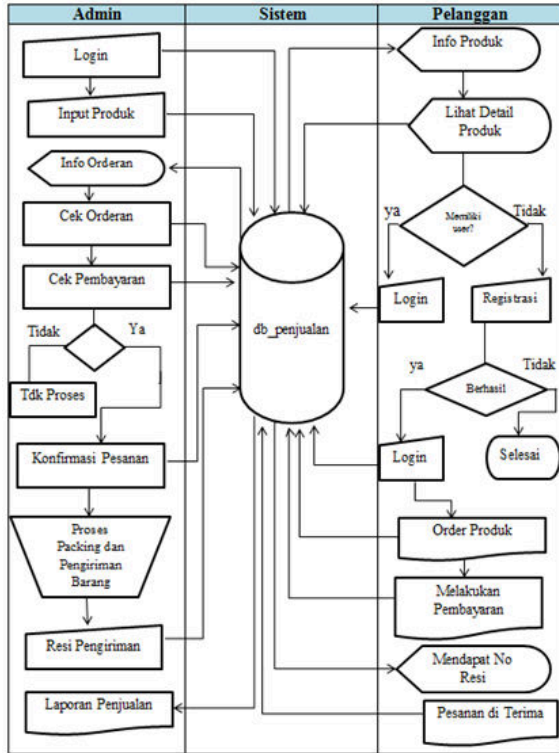 Admin
Sistem
Pelanggan
Login
Input Produk
Info Orderan
Cek Orderan
Cek Pembayaran
Tidak
Ya
Tdk Proses
Konfirmasi Pesanan
Proses
Packing dan
Pengiriman
Barang
Resi Pengiriman
Laporan Penjualan
db_penjualan
Info Produk
Lihat Detail
Produk
ya
Memiliki
user?
Tidak
Login
Registrasi
ya
Berhasil
Tidak
Login
Selesai
Order Produk
Melakukan
Pembayaran
Mendapat No
Resi
Pesanan di Terima